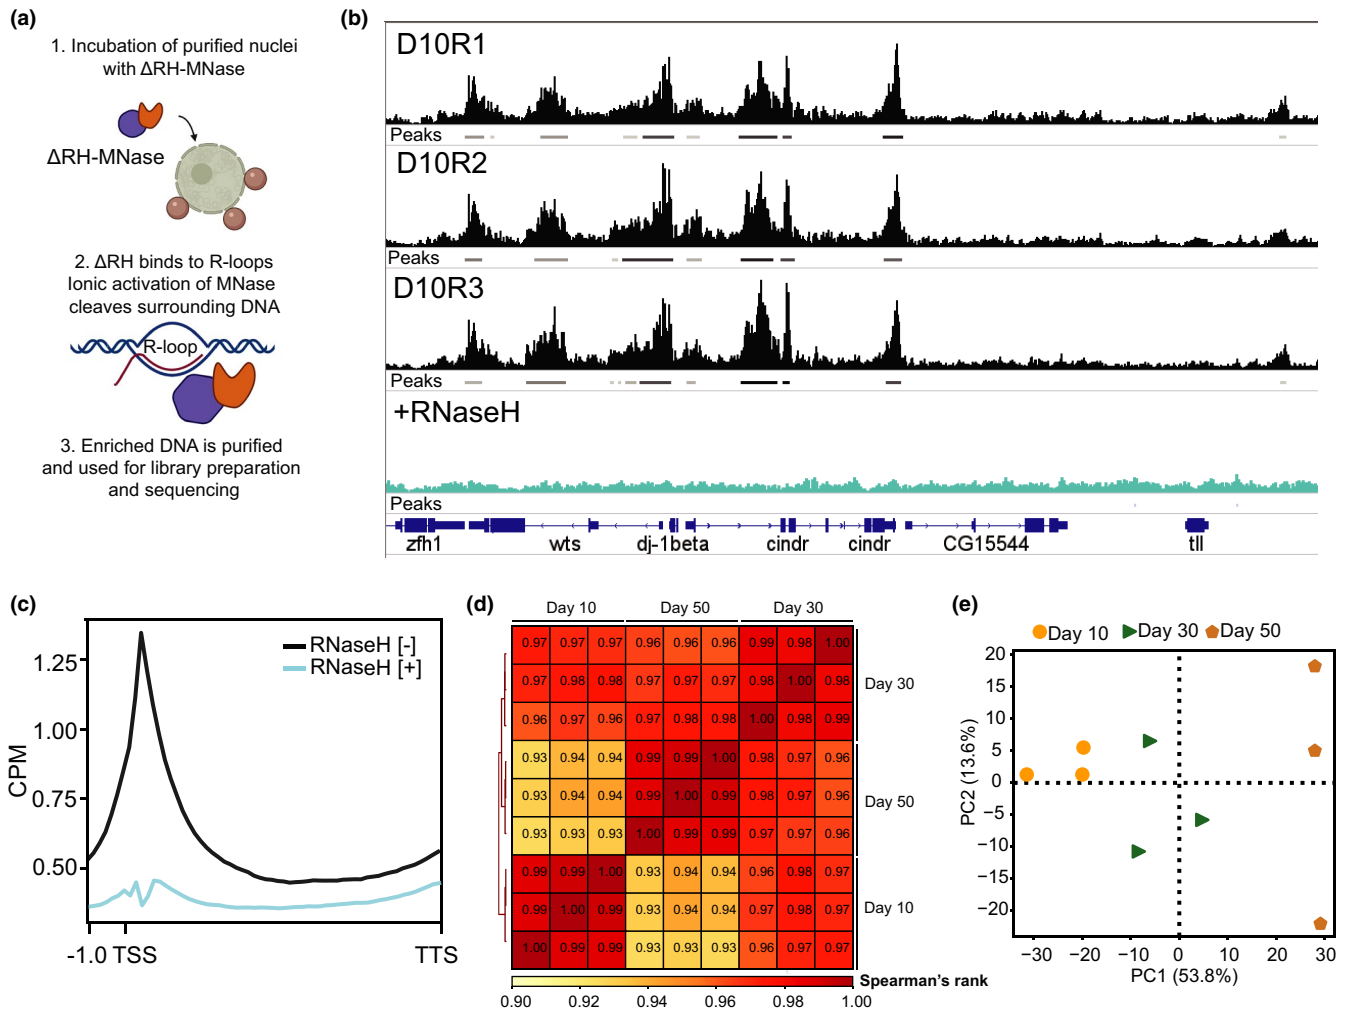 (a)
1. Incubation of purified nuclei
with ΔRH-MNase
ΔRH-MNase
2. ΔRH binds to R-loops
Ionic activation of MNase
cleaves surrounding DNA
R-loop
3. Enriched DNA is purified
and used for library preparation
and sequencing
(b)
D10R1
Peaks
D10R2
Peaks
D10R3
Peaks
+RNaseH
Peaks
zfh1 wts dj-1beta cindr cindr CG15544 tll
(c)
CPM
1.25
1.00
0.75
0.50
RNaseH [-]
RNaseH [+]
-1.0 TSS TTS
(d)
Day 10 Day 50 Day 30
0.97 0.97 0.97 0.96 0.96 0.96 0.99 0.98 1.00
0.97 0.98 0.98 0.97 0.97 0.97 0.98 1.00 0.98
0.96 0.97 0.96 0.97 0.98 0.98 1.00 0.98 0.99
0.93 0.94 0.94 0.99 0.99 1.00 0.98 0.97 0.96
0.93 0.94 0.94 0.99 1.00 0.99 0.98 0.97 0.96
0.93 0.93 0.93 1.00 0.99 0.99 0.97 0.97 0.96
0.99 0.99 1.00 0.93 0.94 0.94 0.96 0.98 0.97
0.99 1.00 0.99 0.93 0.94 0.94 0.97 0.98 0.97
1.00 0.99 0.99 0.93 0.93 0.93 0.96 0.97 0.97
Day 30
Day 50
Day 10
Spearman's rank
0.90 0.92 0.94 0.96 0.98 1.00
(e)
Day 10 Day 30 Day 50
PC2 (13.6%)
20
15
10
5
0
−5
−10
−15
−20
−30 −20 −10 0 10 20 30
PC1 (53.8%)